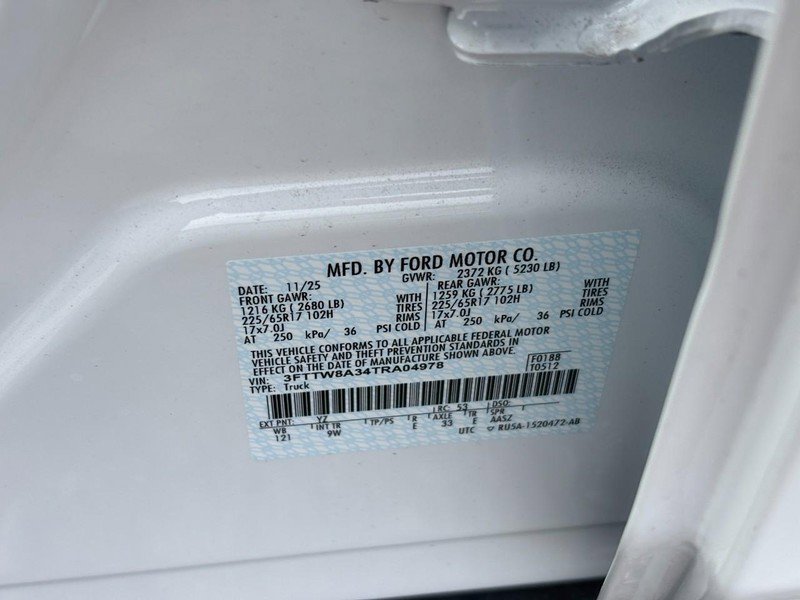 MFD. BY FORD MOTOR CO.
DATE: 11/25 GVWR: 2372 KG ( 5230 LB)
FRONT GAWR: REAR GAWR:
1216 KG ( 2680 LB) WITH 1259 KG ( 2775 LB) WITH
225/65R17 102H TIRES 225/65R17 102H TIRES
17x7.0J RIMS 17x7.0J RIMS
AT 250 kPa/ 36 PSI COLD AT 250 kPa/ 36 PSI COLD
THIS VEHICLE CONFORMS TO ALL APPLICABLE FEDERAL MOTOR
VEHICLE SAFETY AND THEFT PREVENTION STANDARDS IN
EFFECT ON THE DATE OF MANUFACTURE SHOWN ABOVE.
VIN: 3FTTW8A34TRA04978 F0188
TYPE: Truck T0512
EXT PNT: YZ LRC: 53 DSO:
WB INT TR TP/PS R AXLE TR SPR
121 9W E 33 E AASZ
UTC RU5A-1520472-AB